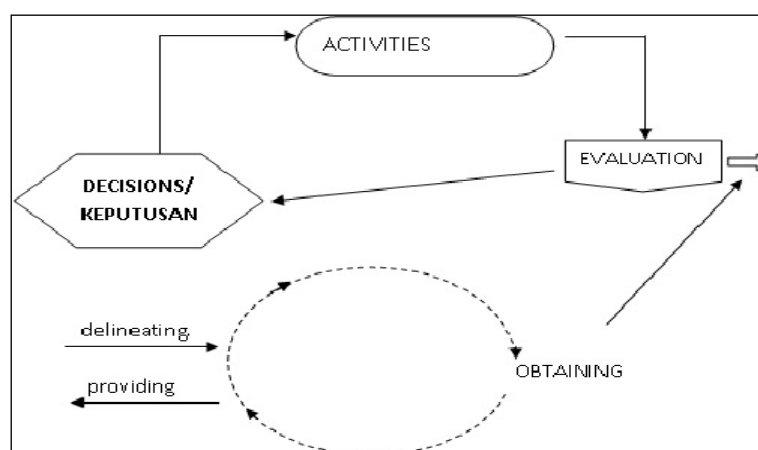 ACTIVITIES
EVALUATION
DECISIONS/
KEPUTUSAN
delineating
OBTAINING
providing